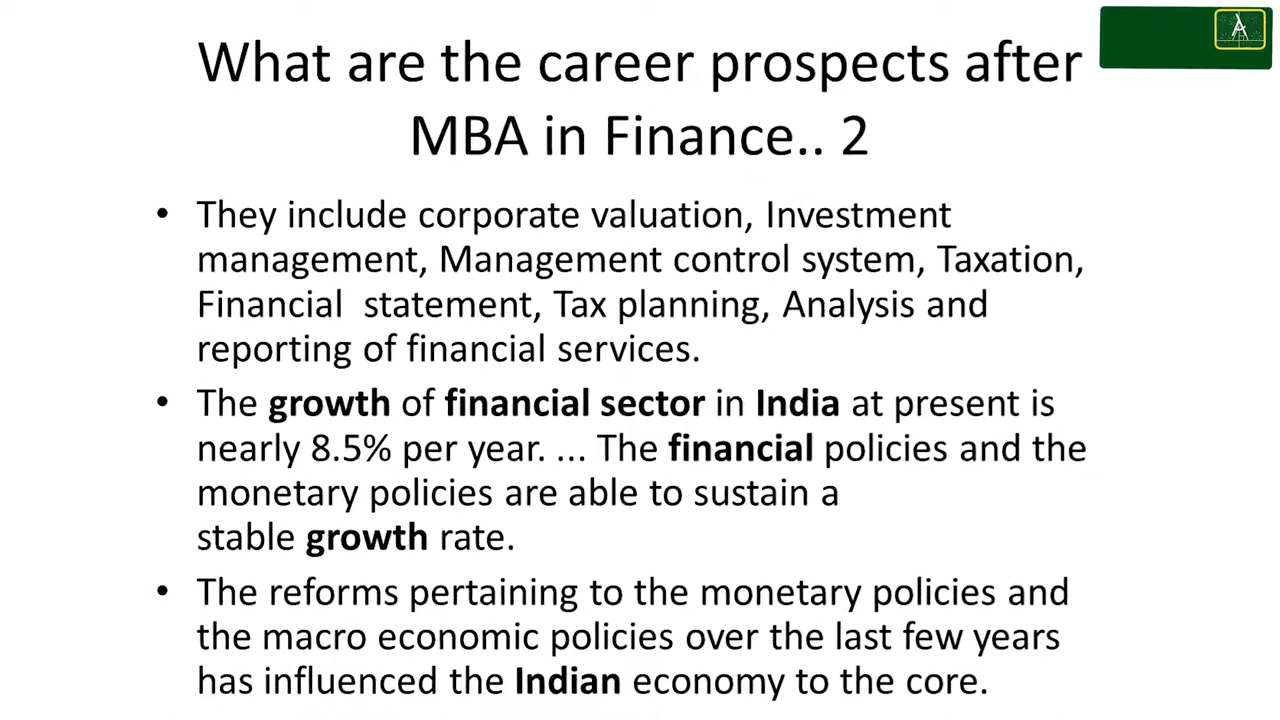 What are the career prospects after
MBA in Finance.. 2
• They include corporate valuation, Investment
management, Management control system, Taxation,
Financial statement, Tax planning, Analysis and
reporting of financial services.
• The growth of financial sector in India at present is
nearly 8.5% per year. ... The financial policies and the
monetary policies are able to sustain a
stable growth rate.
• The reforms pertaining to the monetary policies and
the macro economic policies over the last few years
has influenced the Indian economy to the core.